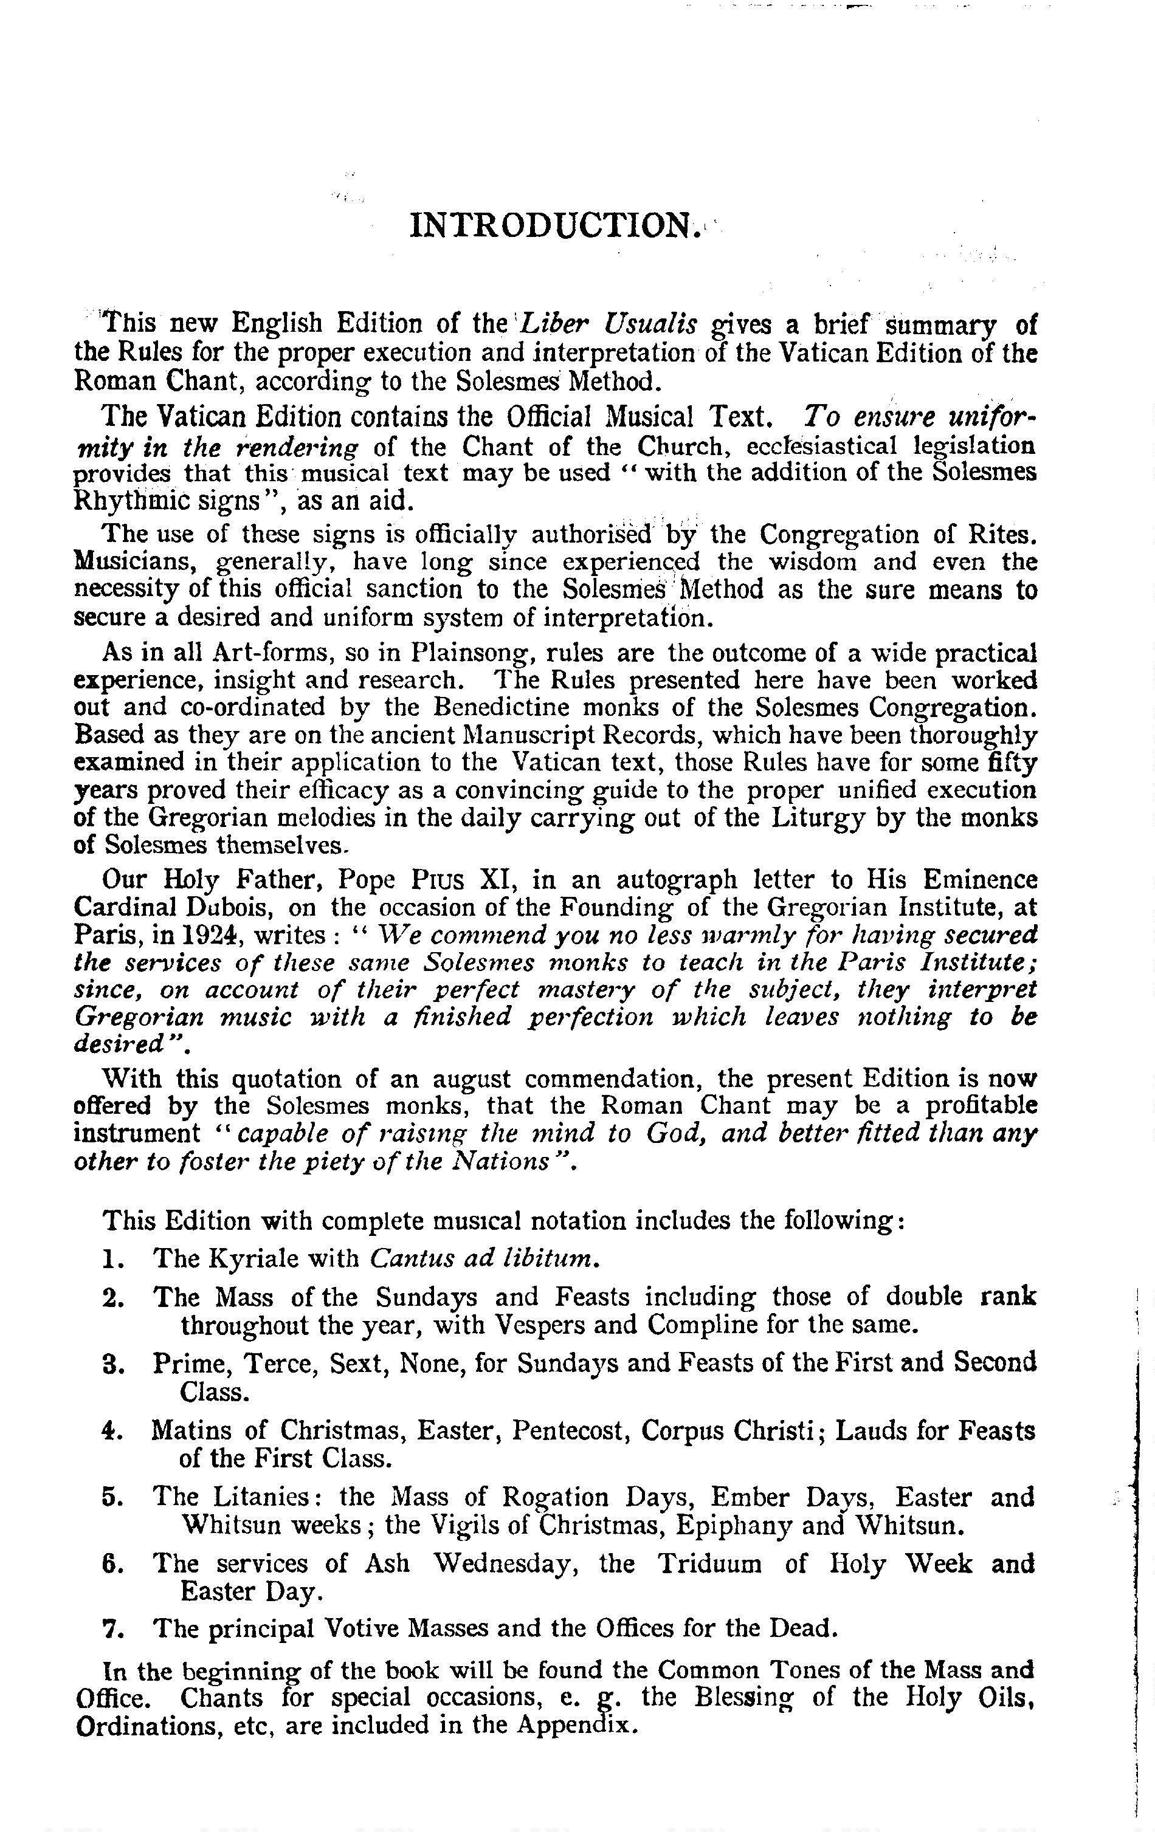 INTRODUCTION.
This new English Edition of the Liber Usualis gives a brief summary of
the Rules for the proper execution and interpretation of the Vatican Edition of the
Roman Chant, according to the Solesmes Method.
The Vatican Edition contains the Official Musical Text. To ensure unifor-
mity in the rendering of the Chant of the Church, ecclesiastical legislation
provides that this musical text may be used “ with the addition of the Solesmes
Rhythmic signs”, as an aid.
The use of these signs is officially authorised by the Congregation of Rites.
Musicians, generally, have long since experienced the wisdom and even the
necessity of this official sanction to the Solesmes Method as the sure means to
secure a desired and uniform system of interpretation.
As in all Art-forms, so in Plainsong, rules are the outcome of a wide practical
experience, insight and research. The Rules presented here have been worked
out and co-ordinated by the Benedictine monks of the Solesmes Congregation.
Based as they are on the ancient Manuscript Records, which have been thoroughly
examined in their application to the Vatican text, those Rules have for some fifty
years proved their efficacy as a convincing guide to the proper unified execution
of the Gregorian melodies in the daily carrying out of the Liturgy by the monks
of Solesmes themselves.
Our Holy Father, Pope PIUS XI, in an autograph letter to His Eminence
Cardinal Dubois, on the occasion of the Founding of the Gregorian Institute, at
Paris, in 1924, writes : “ We commend you no less warmly for having secured
the services of these same Solesmes monks to teach in the Paris Institute;
since, on account of their perfect mastery of the subject, they interpret
Gregorian music with a finished perfection which leaves nothing to be
desired”.
With this quotation of an august commendation, the present Edition is now
offered by the Solesmes monks, that the Roman Chant may be a profitable
instrument “ capable of raising the mind to God, and better fitted than any
other to foster the piety of the Nations”.
This Edition with complete musical notation includes the following:
1. The Kyriale with Cantus ad libitum.
2. The Mass of the Sundays and Feasts including those of double rank
throughout the year, with Vespers and Compline for the same.
3. Prime, Terce, Sext, None, for Sundays and Feasts of the First and Second
Class.
4. Matins of Christmas, Easter, Pentecost, Corpus Christi; Lauds for Feasts
of the First Class.
5. The Litanies: the Mass of Rogation Days, Ember Days, Easter and
Whitsun weeks ; the Vigils of Christmas, Epiphany and Whitsun.
6. The services of Ash Wednesday, the Triduum of Holy Week and
Easter Day.
7. The principal Votive Masses and the Offices for the Dead.
In the beginning of the book will be found the Common Tones of the Mass and
Office. Chants for special occasions, e. g. the Blessing of the Holy Oils,
Ordinations, etc, are included in the Appendix.